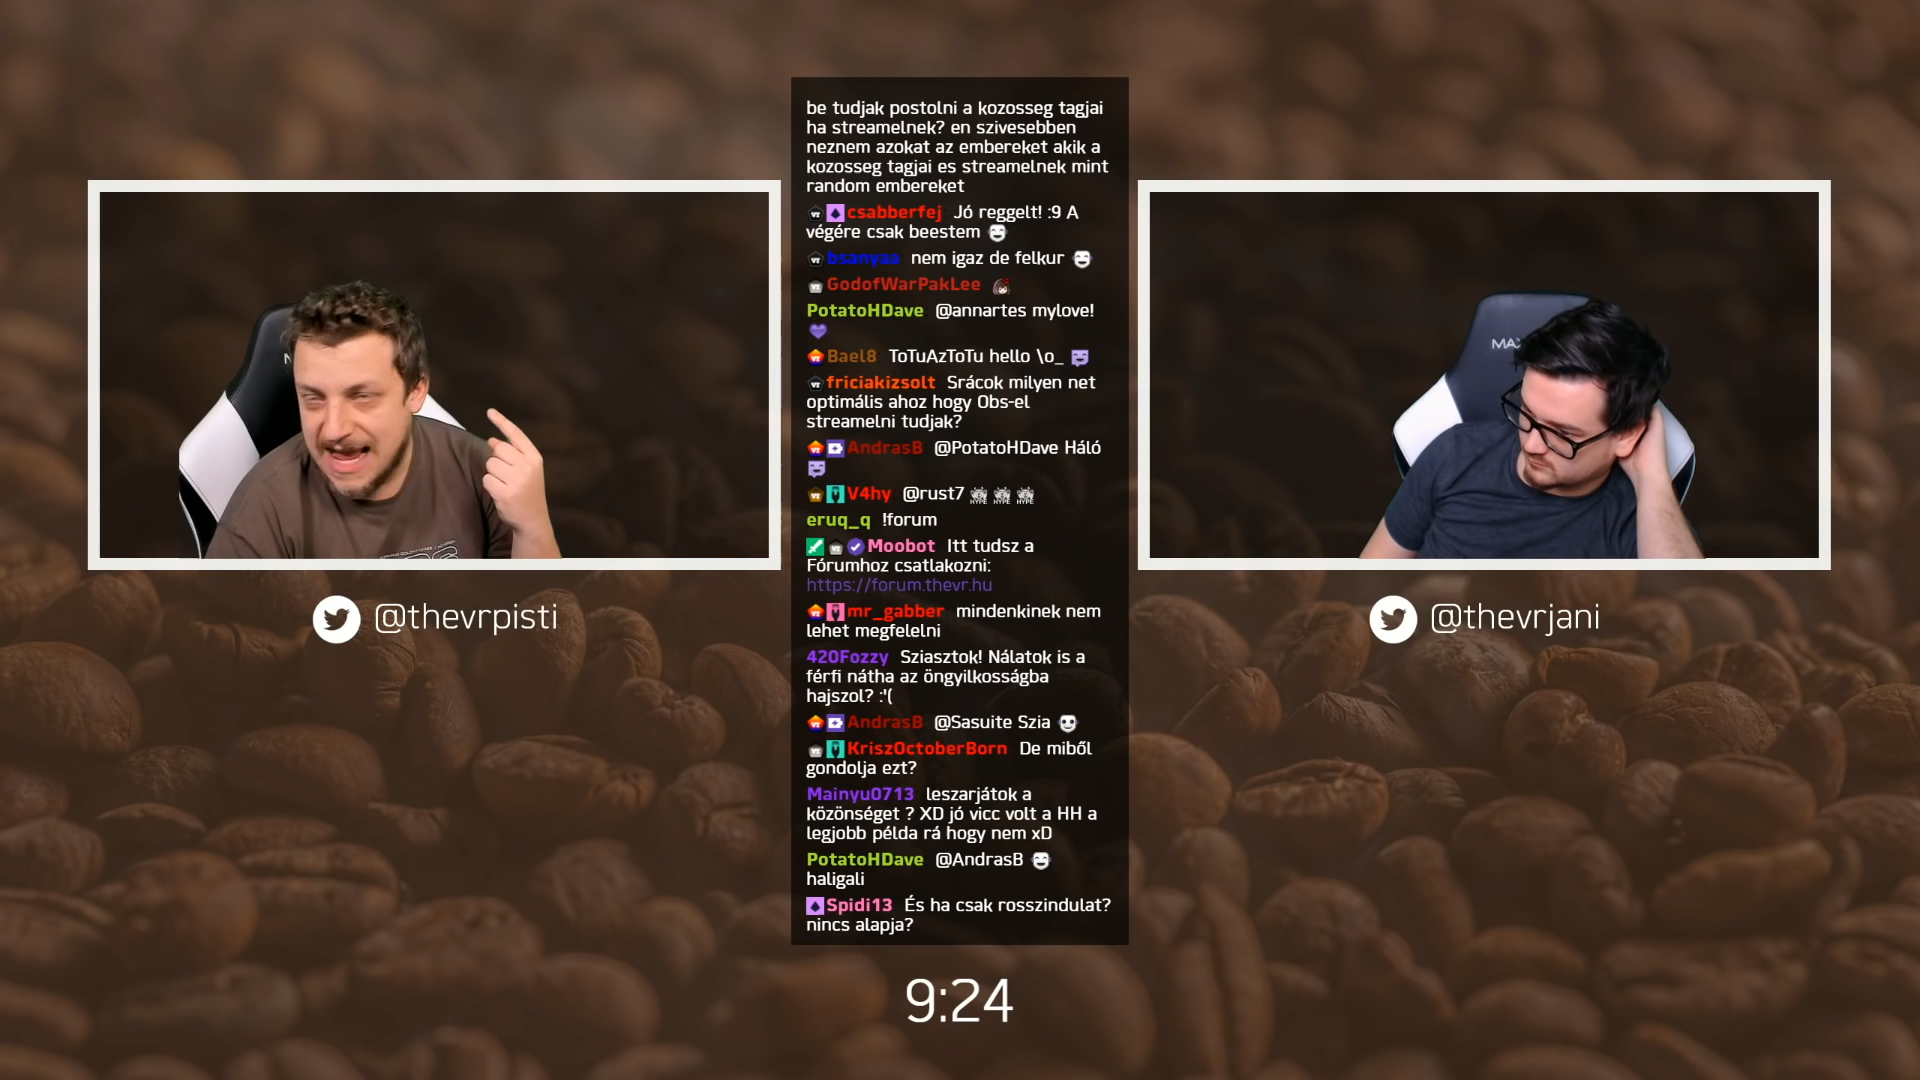 be tudjak postolni a kozosseg tagjai
ha streamelnek? en szivesebben
neznem azokat az embereket akik a
kozosseg tagjai es streamelnek mint
random embereket
csabberfej Jó reggelt! :9 A
végére csak beestem
bsanyaa nem igaz de felkur
GodofWarPakLee
PotatoHDave @annartes mylove!
Bael8 ToTuAzToTu hello \o_
friciakizsolt Srácok milyen net
optimális ahoz hogy Obs-el
streamelni tudjak?
AndrasB @PotatoHDave Háló
V4hy @rust7
eruq_q !forum
Moobot Itt tudsz a
Fórumhoz csatlakozni:
https://forum.thevr.hu
mr_gabber mindenkinek nem
lehet megfelelni
420Fozzy Sziasztok! Nálatok is a
férfi nátha az öngyilkosságba
hajszol? :'(
AndrasB @Sasuite Szia
KriszOctoberBorn De miből
gondolja ezt?
Mainyu0713 leszarjátok a
közönséget ? XD jó vicc volt a HH a
legjobb példa rá hogy nem xD
PotatoHDave @AndrasB
haligali
Spidi13 És ha csak rosszindulat?
nincs alapja?
@thevrpisti
@thevrjani
9:24